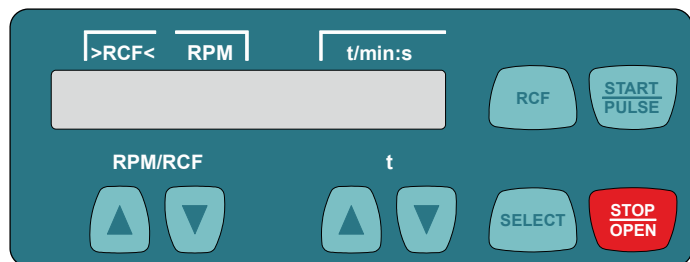 >RCF< RPM t/min:s
RCF
START
PULSE
RPM/RCF t
SELECT
STOP
OPEN